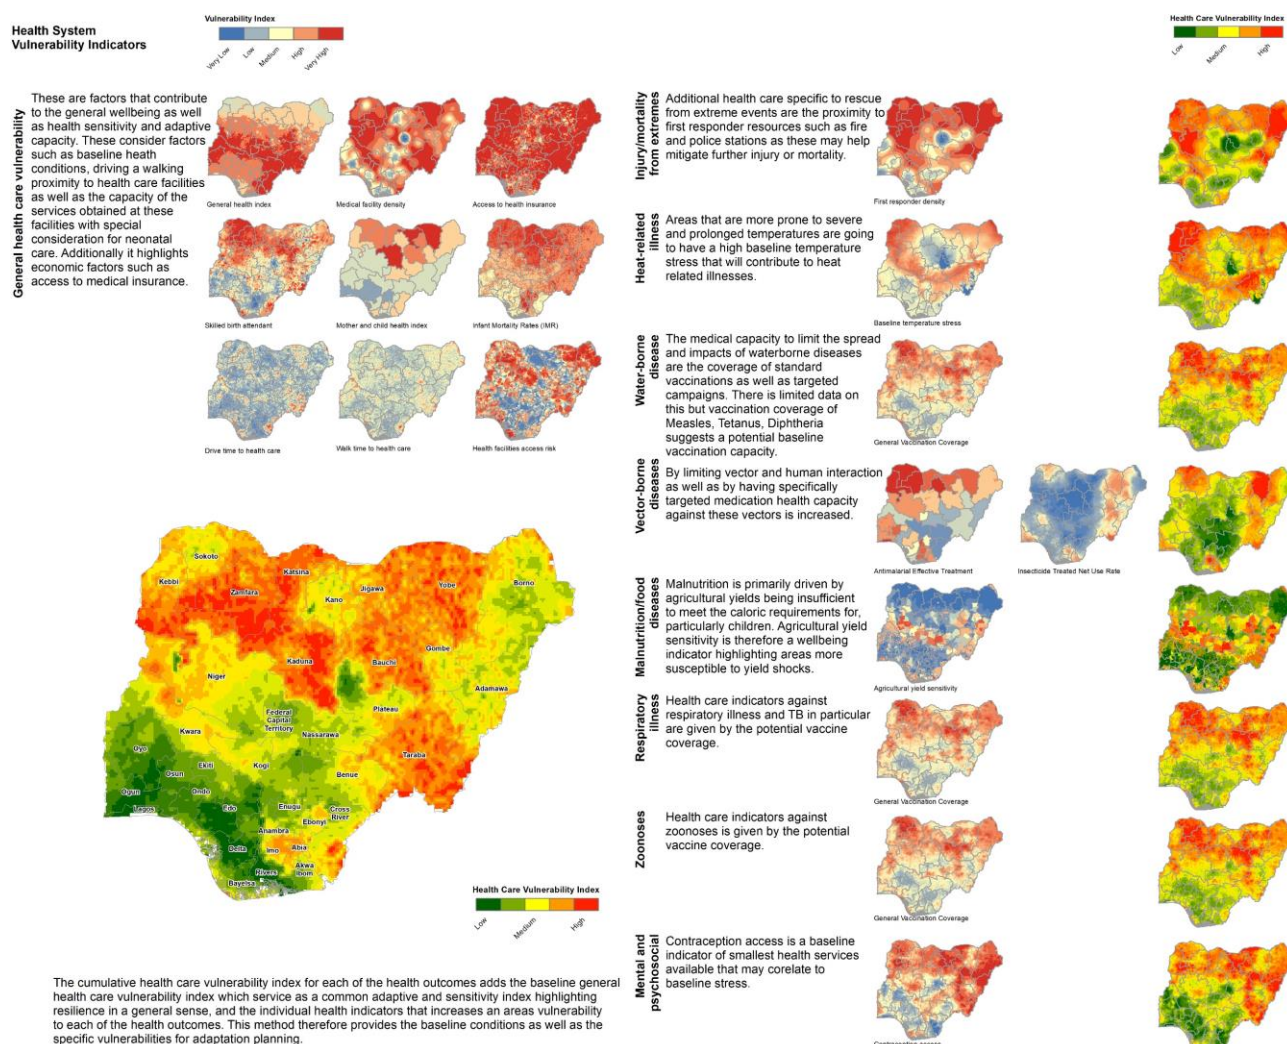 Health System
Vulnerability Indicators
Vulnerability Index
Very Low
Low
Medium
High
Very High
General health care vulnerability
These are factors that contribute
to the general wellbeing as well
as health sensitivity and adaptive
capacity. These consider factors
such as baseline heath
conditions, driving a walking
proximity to health care facilities
as well as the capacity of the
services obtained at these
facilities with special
consideration for neonatal
care. Additionally it highlights
economic factors such as
access to medical insurance.
General health index
Medical facility density
Access to health insurance
Skilled birth attendant
Mother and child health index
Infant Mortality Rates (IMR)
Drive time to health care
Walk time to health care
Health facilities access risk
Sokoto
Kebbi
Zamfara
Katsina
Kano
Jigawa
Yobe
Borno
Kaduna
Bauchi
Gombe
Adamawa
Niger
Plateau
Federal
Capital
Territory
Nassarawa
Kwara
Taraba
Oyo
Osun
Ekiti
Kogi
Benue
Ogun
Ondo
Lagos
Edo
Enugu
Cross
River
Ebonyi
Anambra
Delta
Imo
Abia
Akwa
Ibom
Rivers
Bayelsa
Health Care Vulnerability Index
Low
Medium
High
The cumulative health care vulnerability index for each of the health outcomes adds the baseline general
health care vulnerability index which service as a common adaptive and sensitivity index highlighting
resilience in a general sense, and the individual health indicators that increases an areas vulnerability
to each of the health outcomes. This method therefore provides the baseline conditions as well as the
specific vulnerabilities for adaptation planning.
Health Care Vulnerability Index
Low
Medium
High
Injury/mortality
from extremes
Additional health care specific to rescue
from extreme events are the proximity to
first responder resources such as fire
and police stations as these may help
mitigate further injury or mortality.
First responder density
Heat-related
illness
Areas that are more prone to severe
and prolonged temperatures are going
to have a high baseline temperature
stress that will contribute to heat
related illnesses.
Baseline temperature stress
Water-borne
disease
The medical capacity to limit the spread
and impacts of waterborne diseases
are the coverage of standard
vaccinations as well as targeted
campaigns. There is limited data on
this but vaccination coverage of
Measles, Tetanus, Diphtheria
suggests a potential baseline
vaccination capacity.
General Vaccination Coverage
Vector-borne
diseases
By limiting vector and human interaction
as well as by having specifically
targeted medication health capacity
against these vectors is increased.
Antimalarial Effective Treatment
Insecticide Treated Net Use Rate
Malnutrition/food
diseases
Malnutrition is primarily driven by
agricultural yields being insufficient
to meet the caloric requirements for,
particularly children. Agricultural yield
sensitivity is therefore a wellbeing
indicator highlighting areas more
susceptible to yield shocks.
Agricultural yield sensitivity
Respiratory
illness
Health care indicators against
respiratory illness and TB in particular
are given by the potential vaccine
coverage.
General Vaccination Coverage
Zoonoses
Health care indicators against
zoonoses is given by the potential
vaccine coverage.
General Vaccination Coverage
Mental and
psychosocial
Contraception access is a baseline
indicator of smallest health services
available that may corelate to
baseline stress.
Contraception access